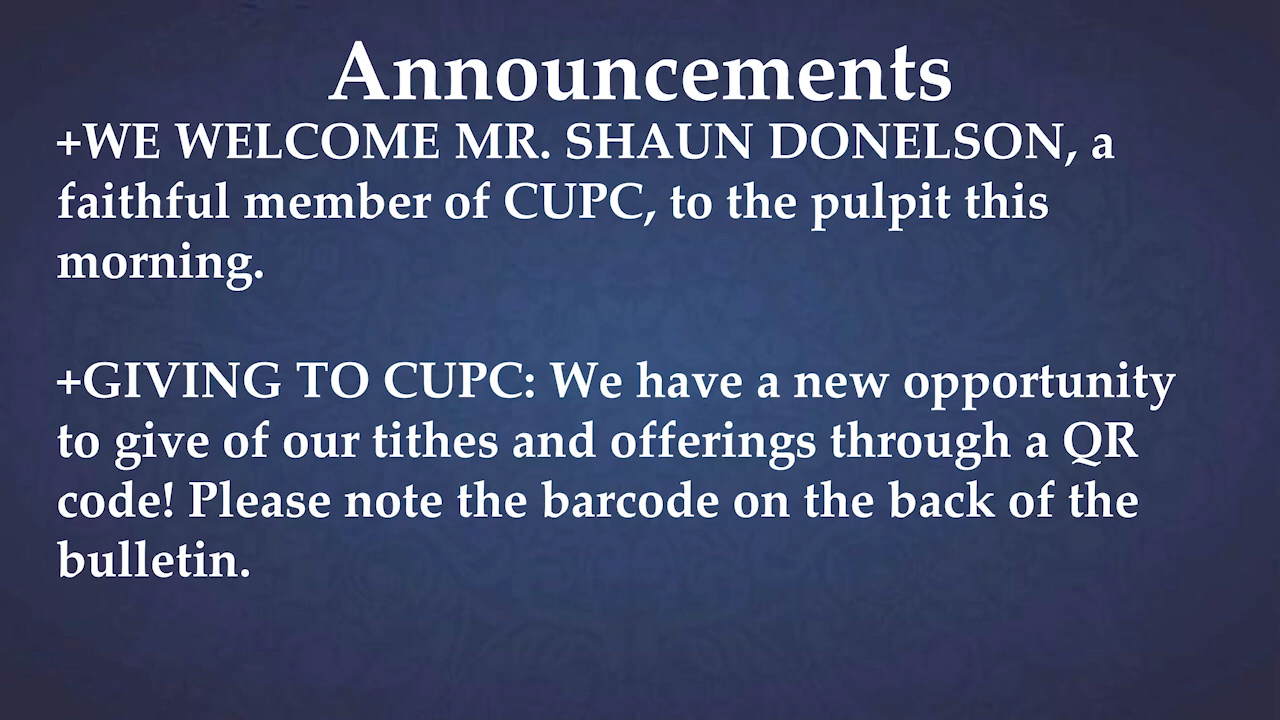 Announcements
+WE WELCOME MR. SHAUN DONELSON, a
faithful member of CUPC, to the pulpit this
morning.
+GIVING TO CUPC: We have a new opportunity
to give of our tithes and offerings through a QR
code! Please note the barcode on the back of the
bulletin.